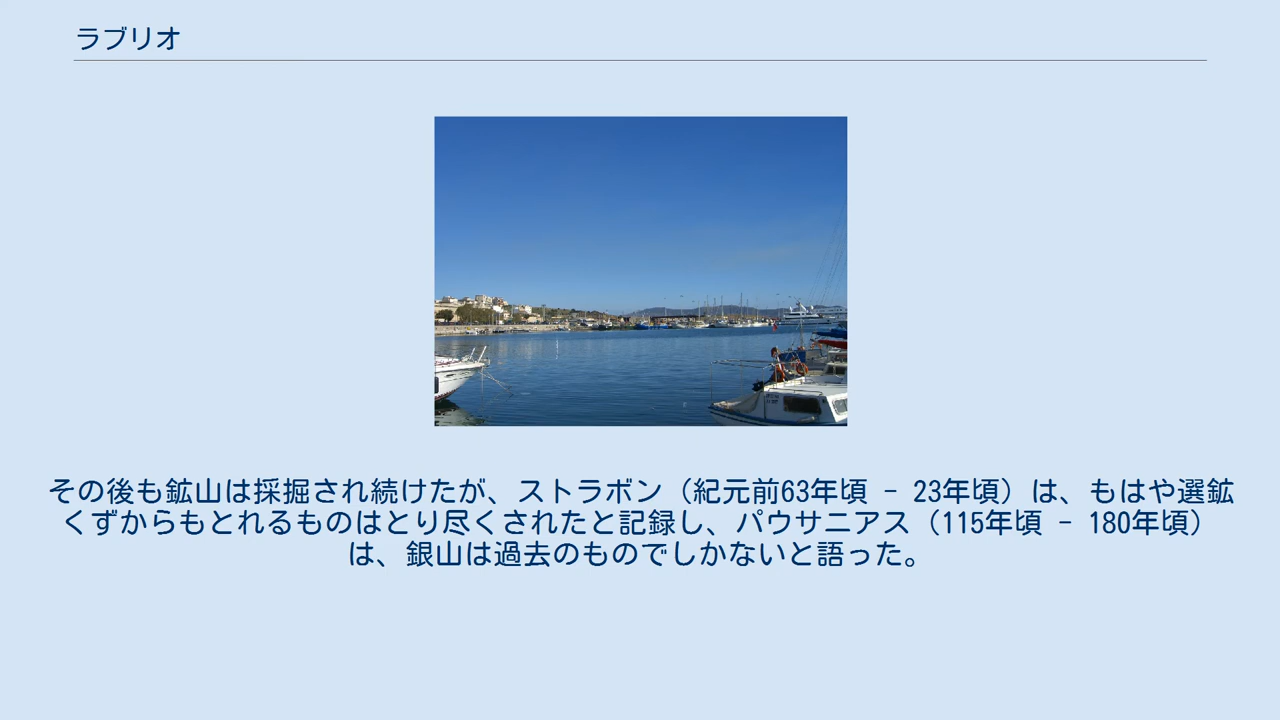 ラブリオ
その後も鉱山は採掘され続けたが、ストラボン（紀元前63年頃 - 23年頃）は、もはや選鉱
くずからもとれるものはとり尽くされたと記録し、パウサニアス（115年頃 - 180年頃）
は、銀山は過去のものでしかないと語った。